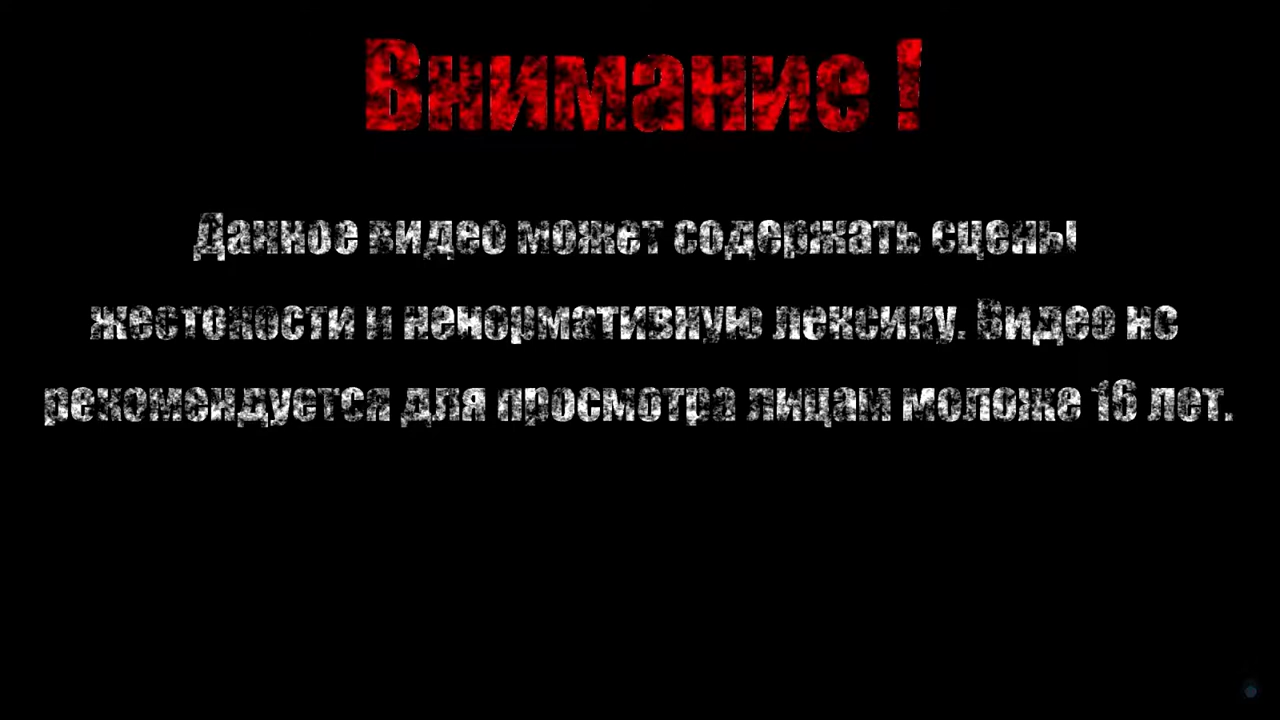 Внимание !
Данное видео может содержать сцены
жестокости и ненормативную лексику. Видео не
рекомендуется для просмотра лицам моложе 16 лет.